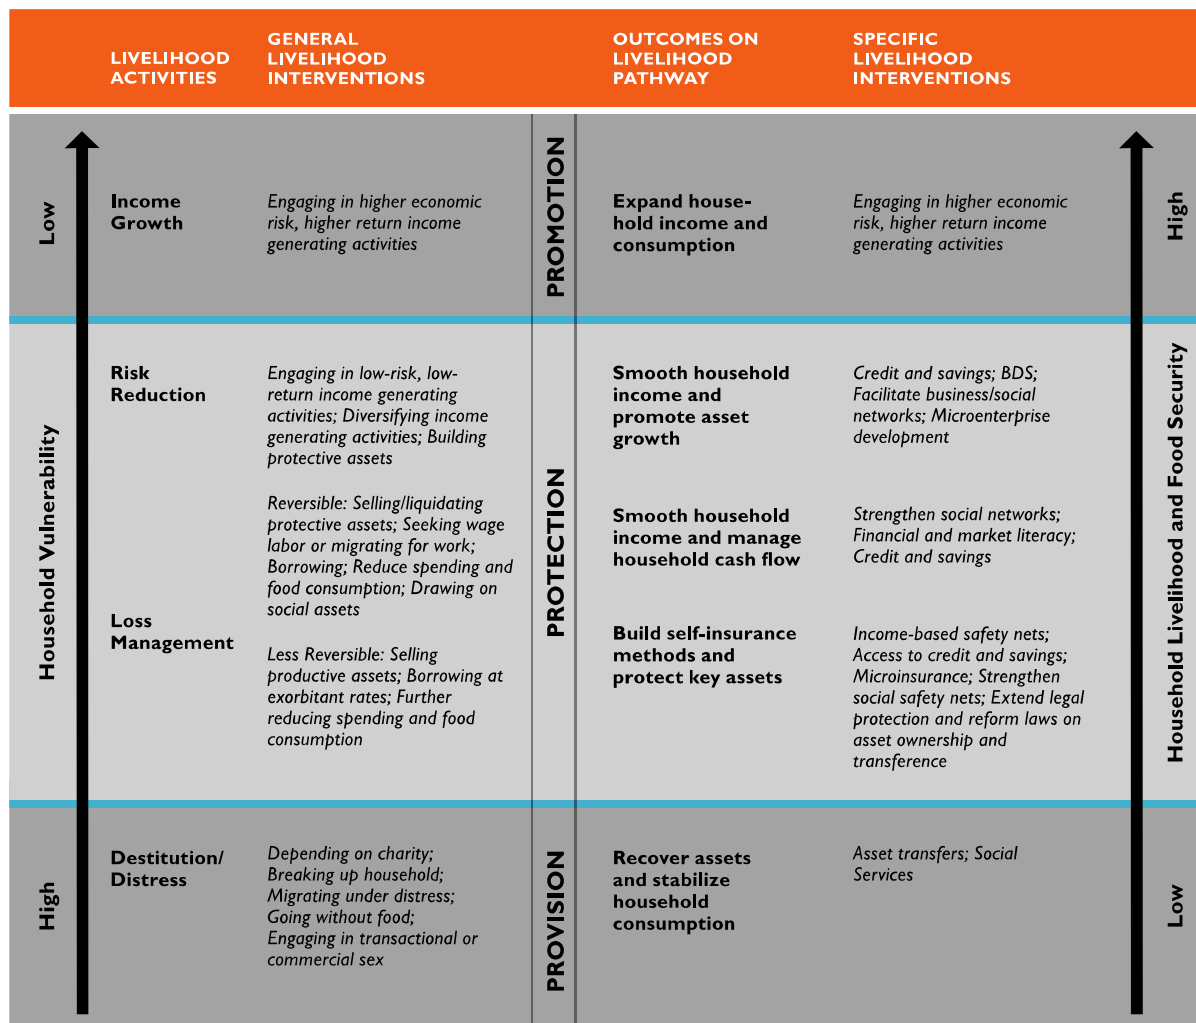 LIVELIHOOD
ACTIVITIES
GENERAL
LIVELIHOOD
INTERVENTIONS
OUTCOMES ON
LIVELIHOOD
PATHWAY
SPECIFIC
LIVELIHOOD
INTERVENTIONS
Low
Household Vulnerability
High
Income
Growth
Engaging in higher economic
risk, higher return income
generating activities
PROMOTION
Expand house-
hold income and
consumption
Engaging in higher economic
risk, higher return income
generating activities
Risk
Reduction
Engaging in low-risk, low-
return income generating
activities; Diversifying income
generating activities; Building
protective assets
PROTECTION
Smooth household
income and
promote asset
growth
Credit and savings; BDS;
Facilitate business/social
networks; Microenterprise
development
Loss
Management
Reversible: Selling/liquidating
protective assets; Seeking wage
labor or migrating for work;
Borrowing; Reduce spending and
food consumption; Drawing on
social assets
Smooth household
income and manage
household cash flow
Strengthen social networks;
Financial and market literacy;
Credit and savings
Less Reversible: Selling
productive assets; Borrowing at
exorbitant rates; Further
reducing spending and food
consumption
Build self-insurance
methods and
protect key assets
Income-based safety nets;
Access to credit and savings;
Microinsurance; Strengthen
social safety nets; Extend legal
protection and reform laws on
asset ownership and
transference
Destitution/
Distress
Depending on charity;
Breaking up household;
Migrating under distress;
Going without food;
Engaging in transactional or
commercial sex
PROVISION
Recover assets
and stabilize
household
consumption
Asset transfers; Social
Services
High
Household Livelihood and Food Security
Low